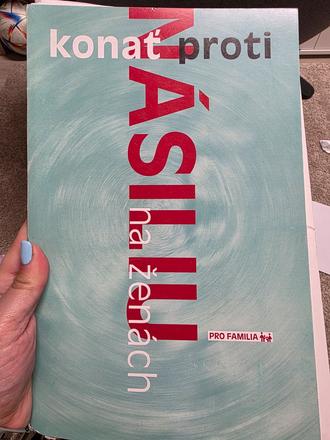 konať proti
NÁSILIU
na ženách
PRO FAMILIA